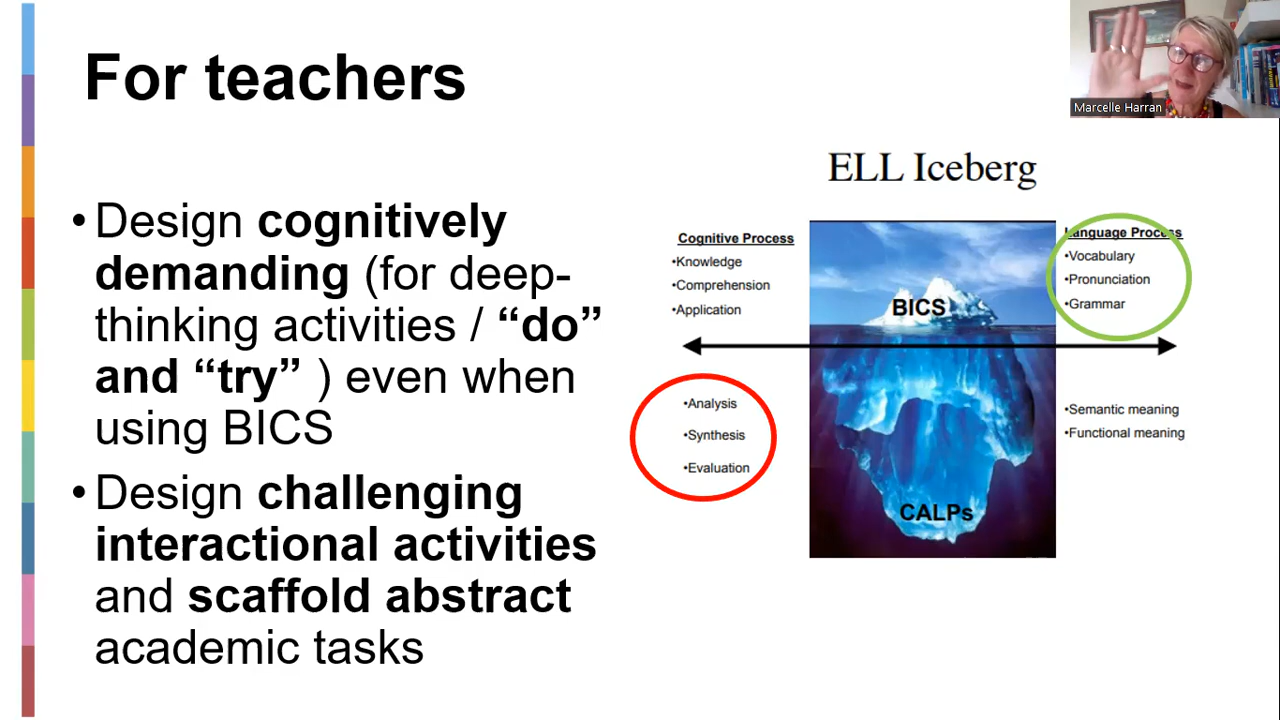 For teachers
Marcelle Harran
• Design cognitively
demanding (for deep-
thinking activities / “do”
and “try” ) even when
using BICS
• Design challenging
interactional activities
and scaffold abstract
academic tasks
ELL Iceberg
Cognitive Process
•Knowledge
•Comprehension
•Application
BICS
Language Process
•Vocabulary
•Pronunciation
•Grammar
•Analysis
•Synthesis
•Evaluation
•Semantic meaning
•Functional meaning
CALPs